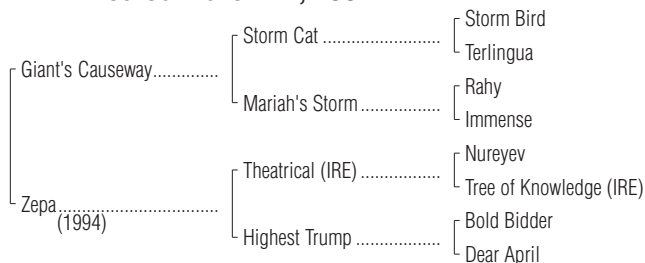 Storm Bird
Storm Cat ........................
Terlingua
Giant's Causeway..............
Rahy
Mariah's Storm .................
Immense
Nureyev
Theatrical (IRE) .................
Tree of Knowledge (IRE)
Zepa..................................
(1994)
Bold Bidder
Highest Trump ..................
Dear April